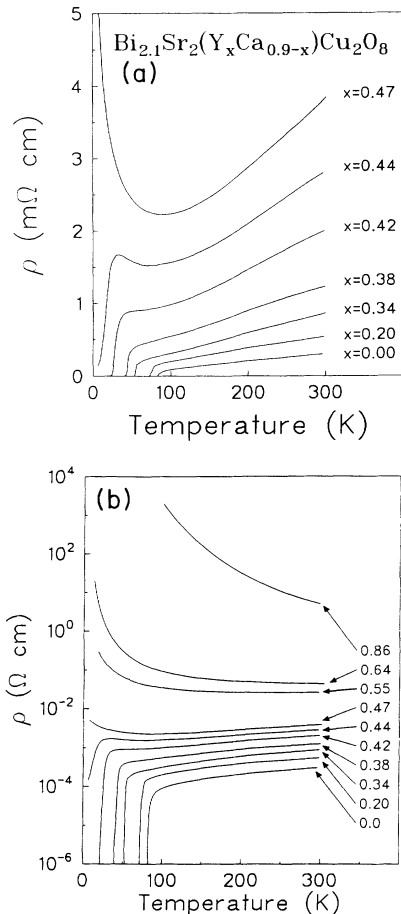 Bi2.1Sr2(YxCa0.9-x)Cu2O8
(a)
5
4
3
2
1
0
ρ (mΩ cm)
x=0.47
x=0.44
x=0.42
x=0.38
x=0.34
x=0.20
x=0.00
0 100 200 300
Temperature (K)
(b)
10^4
10^2
10^0
10^-2
10^-4
10^-6
ρ (Ω cm)
0.86
0.64
0.55
0.47
0.44
0.42
0.38
0.34
0.20
0.0
0 100 200 300
Temperature (K)